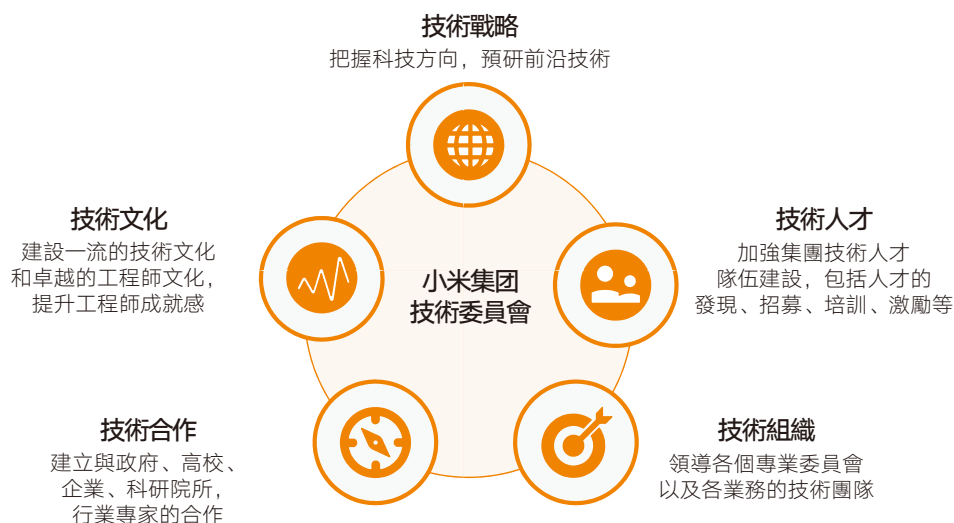 技術戰略
把握科技方向，預研前沿技術
技術文化
建設一流的技術文化
和卓越的工程師文化，
提升工程師成就感
技術人才
加強集團技術人才
隊伍建設，包括人才的
發現、招募、培訓、激勵等
小米集团
技術委員會
技術合作
建立與政府、高校、
企業、科研院所，
行業專家的合作
技術組織
領導各個專業委員會
以及各業務的技術團隊